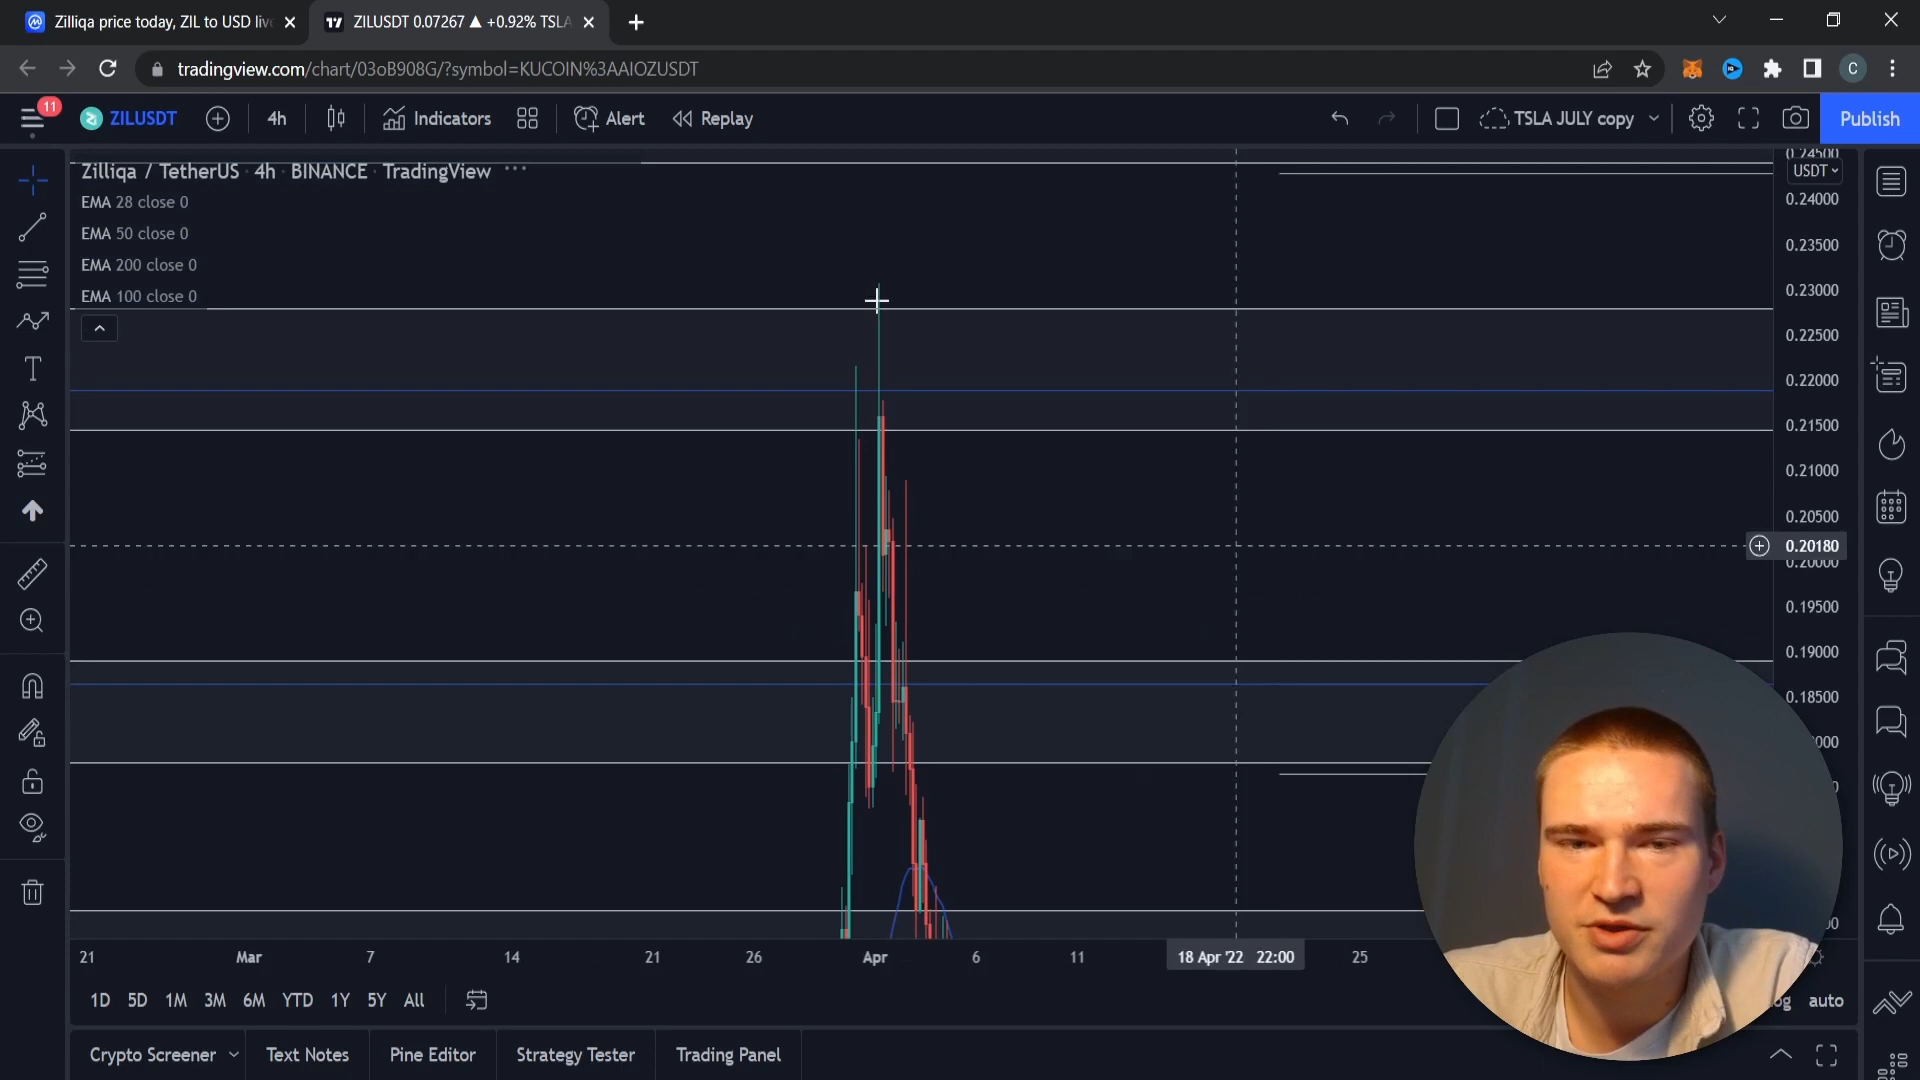 Zilliqa price today, ZIL to USD live
ZILUSDT 0.07267 ▲ +0.92% TSLA
tradingview.com/chart/03oB908G/?symbol=KUCOIN%3AAIOZUSDT
C
11
ZILUSDT
4h
Indicators
Alert
Replay
TSLA JULY copy
Publish
Zilliqa / TetherUS · 4h · BINANCE · TradingView
EMA 28 close 0
EMA 50 close 0
EMA 200 close 0
EMA 100 close 0
0.24500
USDT
0.24000
0.23500
0.23000
0.22500
0.22000
0.21500
0.21000
0.20500
0.20180
0.20000
0.19500
0.19000
0.18500
21
Mar
7
14
21
26
Apr
6
11
18 Apr '22 22:00
25
1D 5D 1M 3M 6M YTD 1Y 5Y All
auto
Crypto Screener
Text Notes
Pine Editor
Strategy Tester
Trading Panel